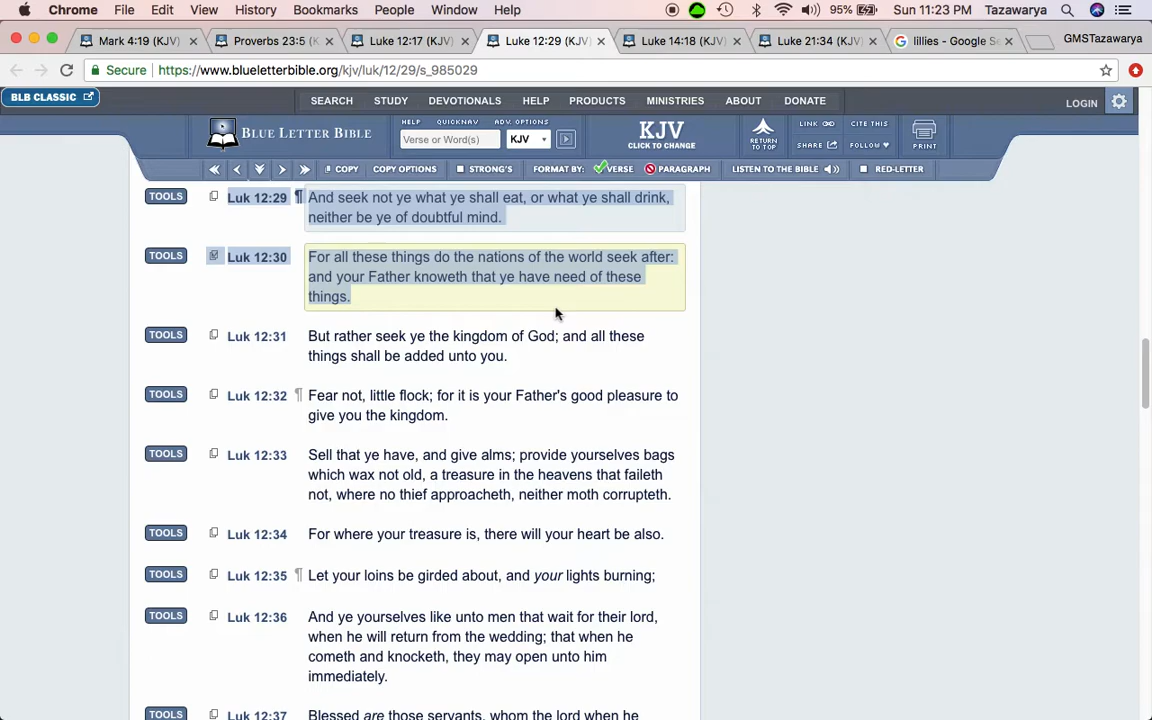 Chrome File Edit View History Bookmarks People Window Help 95% Sun 11:23 PM Tazawarya
Mark 4:19 (KJV) Proverbs 23:5 ( Luke 12:17 (KJV) Luke 12:29 (KJV) Luke 14:18 (KJV) Luke 21:34 (KJV) lillies - Google Se GMSTazawarya
Secure https://www.blueletterbible.org/kjv/luk/12/29/s_985029
BLB CLASSIC SEARCH STUDY DEVOTIONALS HELP PRODUCTS MINISTRIES ABOUT DONATE LOGIN
HELP QUICKNAV ADV. OPTIONS
BLUE LETTER BIBLE Verse or Word(s) KJV
KJV
CLICK TO CHANGE
RETURN
TO TOP
LINK CITE THIS
SHARE FOLLOW
PRINT
COPY COPY OPTIONS STRONG'S FORMAT BY: VERSE PARAGRAPH LISTEN TO THE BIBLE RED-LETTER
TOOLS Luk 12:29 ¶ And seek not ye what ye shall eat, or what ye shall drink,
neither be ye of doubtful mind.
TOOLS Luk 12:30 For all these things do the nations of the world seek after:
and your Father knoweth that ye have need of these
things.
TOOLS Luk 12:31 But rather seek ye the kingdom of God; and all these
things shall be added unto you.
TOOLS Luk 12:32 ¶ Fear not, little flock; for it is your Father's good pleasure to
give you the kingdom.
TOOLS Luk 12:33 Sell that ye have, and give alms; provide yourselves bags
which wax not old, a treasure in the heavens that faileth
not, where no thief approacheth, neither moth corrupteth.
TOOLS Luk 12:34 For where your treasure is, there will your heart be also.
TOOLS Luk 12:35 ¶ Let your loins be girded about, and your lights burning;
TOOLS Luk 12:36 And ye yourselves like unto men that wait for their lord,
when he will return from the wedding; that when he
cometh and knocketh, they may open unto him
immediately.
TOOLS Luk 12:37 Blessed are those servants, whom the lord when he